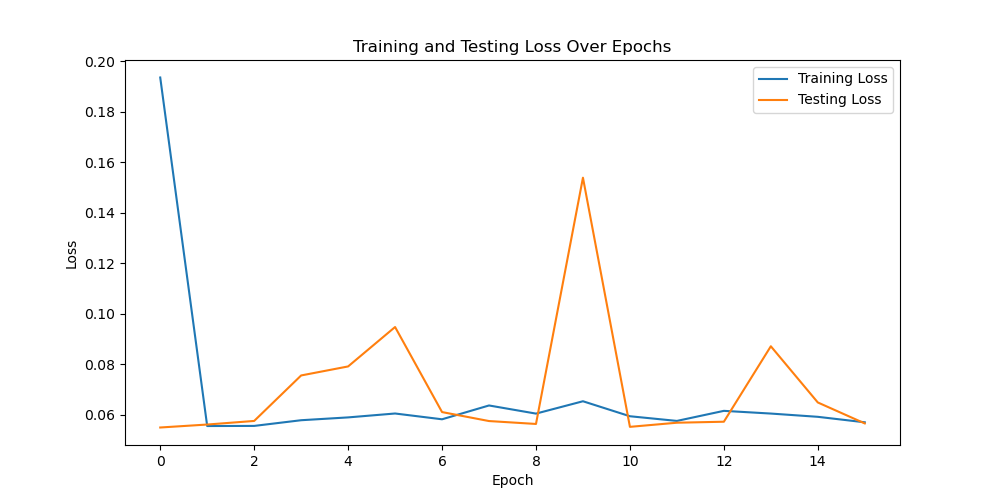 Training and Testing Loss Over Epochs
Training Loss
Testing Loss
0.20
0.18
0.16
0.14
0.12
0.10
0.08
0.06
Loss
0 2 4 6 8 10 12 14
Epoch